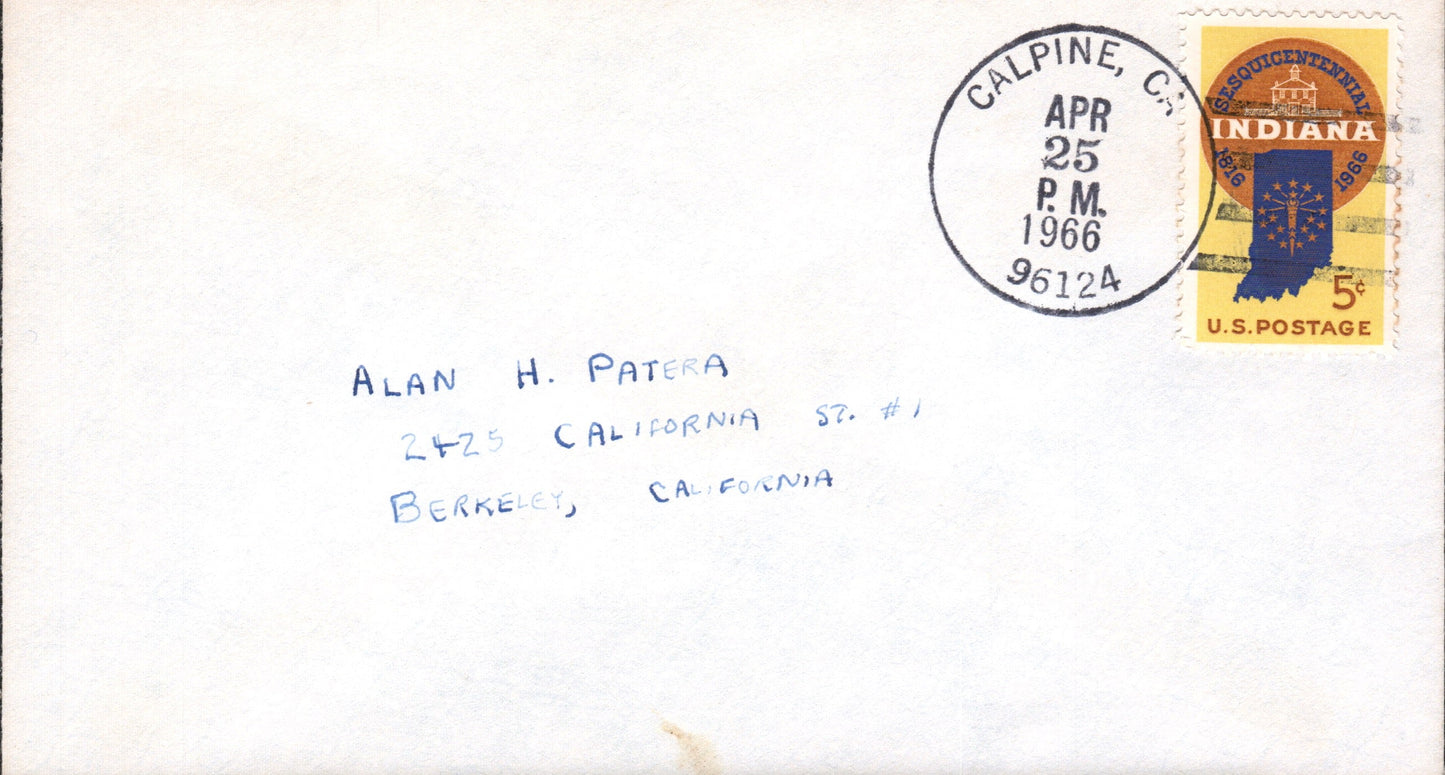 CALPINE, CA
APR
25
P.M.
1966
96124
SESQUICENTENNIAL
INDIANA
1816 1966
5¢
U.S. POSTAGE
ALAN H. PATERA
2425 CALIFORNIA ST. #1
BERKELEY, CALIFORNIA